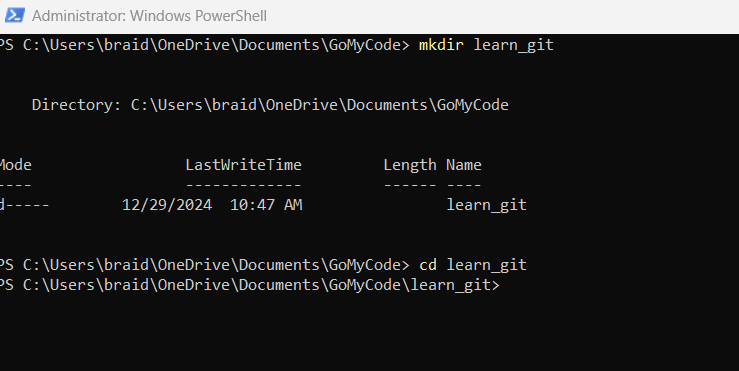 Administrator: Windows PowerShell
PS C:\Users\braid\OneDrive\Documents\GoMyCode> mkdir learn_git
Directory: C:\Users\braid\OneDrive\Documents\GoMyCode
Mode LastWriteTime Length Name
---- ------------- ------ ----
d----- 12/29/2024 10:47 AM learn_git
PS C:\Users\braid\OneDrive\Documents\GoMyCode> cd learn_git
PS C:\Users\braid\OneDrive\Documents\GoMyCode\learn_git>